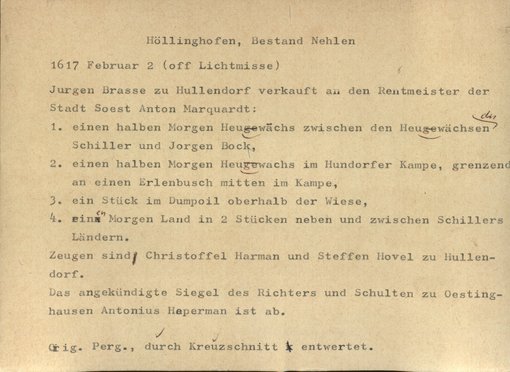 Höllinghofen, Bestand Nehlen
1617 Februar 2 (off Lichtmisse)
Jurgen Brasse zu Hullendorf verkauft an den Rentmeister der
Stadt Soest Anton Marquardt:
1. einen halben Morgen Heugewächs zwischen den Heugewächsen des
Schiller und Jorgen Bock,
2. einen halben Morgen Heugewachs im Hundorfer Kampe, grenzend
an einen Erlenbusch mitten im Kampe,
3. ein Stück im Dumpoil oberhalb der Wiese,
4. einen Morgen Land in 2 Stücken neben und zwischen Schillers
Ländern.
Zeugen sind Christoffel Harman und Steffen Hovel zu Hullen-
dorf.
Das angekündigte Siegel des Richters und Schulten zu Oesting-
hausen Antonius Haperman ist ab.
Orig. Perg., durch Kreuzschnitt entwertet.